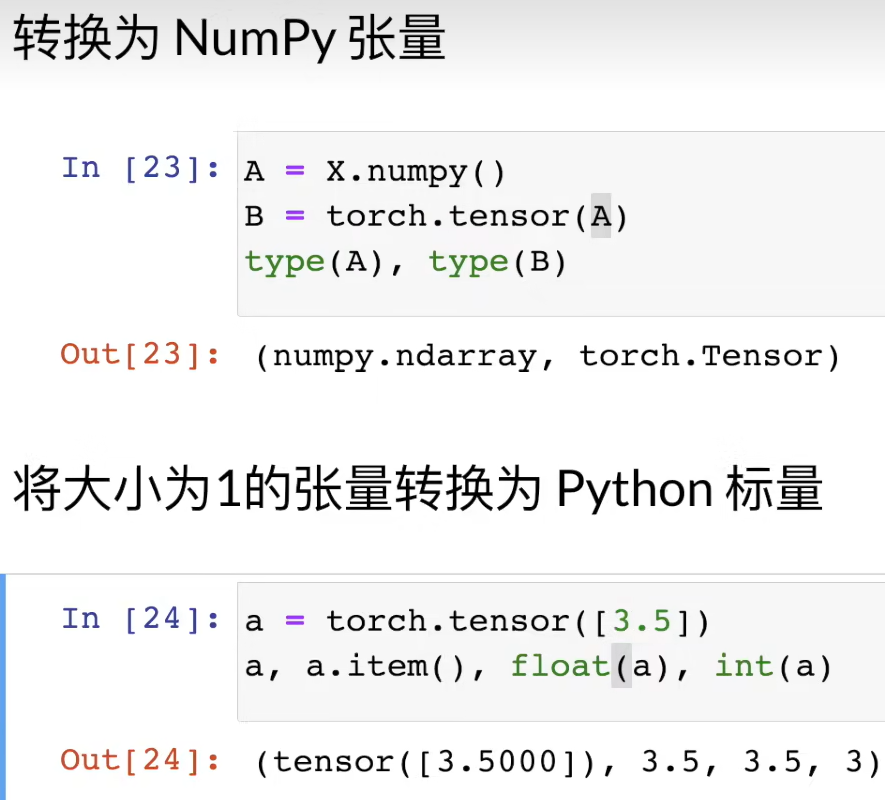 转换为 NumPy 张量
In [23]: A = X.numpy()
B = torch.tensor(A)
type(A), type(B)
Out[23]: (numpy.ndarray, torch.Tensor)
将大小为1的张量转换为 Python 标量
In [24]: a = torch.tensor([3.5])
a, a.item(), float(a), int(a)
Out[24]: (tensor([3.5000]), 3.5, 3.5, 3)